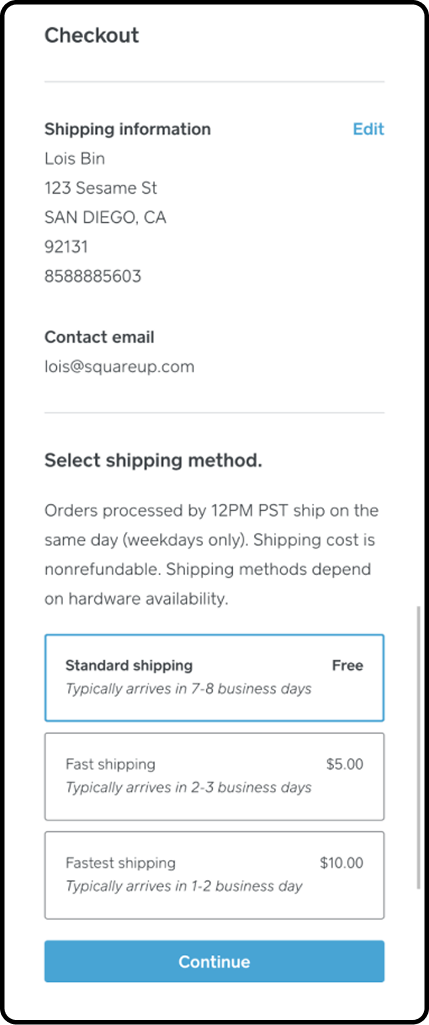 Checkout
Shipping information
Edit
Lois Bin
123 Sesame St
SAN DIEGO, CA
92131
8588885603
Contact email
lois@squareup.com
Select shipping method.
Orders processed by 12PM PST ship on the
same day (weekdays only). Shipping cost is
nonrefundable. Shipping methods depend
on hardware availability.
Standard shipping
Free
Typically arrives in 7-8 business days
Fast shipping
$5.00
Typically arrives in 2-3 business days
Fastest shipping
$10.00
Typically arrives in 1-2 business day
Continue